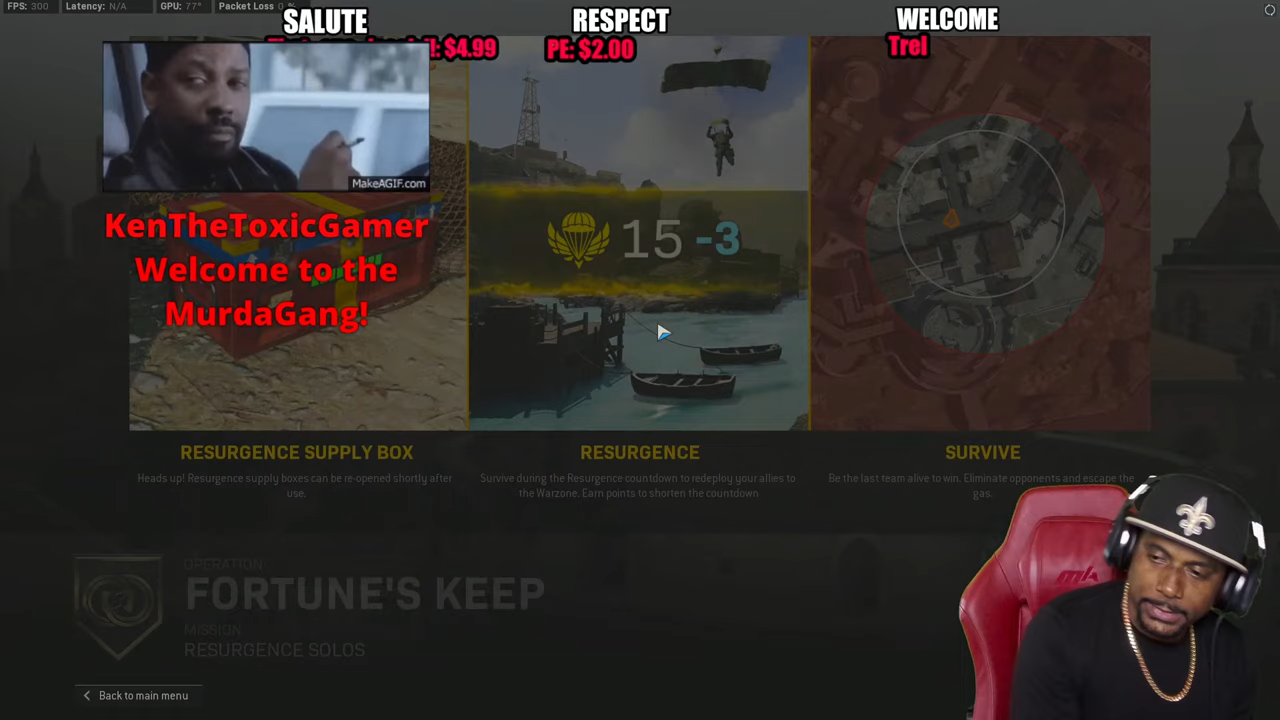 FPS: 300 Latency: N/A GPU: 77° Packet Loss 0 %
SALUTE
RESPECT
WELCOME
!: $4.99
PE: $2.00
Trel
MakeAGIF.com
KenTheToxicGamer
Welcome to the
MurdaGang!
15 -3
RESURGENCE SUPPLY BOX
Heads up! Resurgence supply boxes can be re-opened shortly after
use.
RESURGENCE
Survive during the Resurgence countdown to redeploy your allies to
the Warzone. Earn points to shorten the countdown
SURVIVE
Be the last team alive to win. Eliminate opponents and escape the
gas.
OPERATION:
FORTUNE'S KEEP
MISSION
RESURGENCE SOLOS
Back to main menu